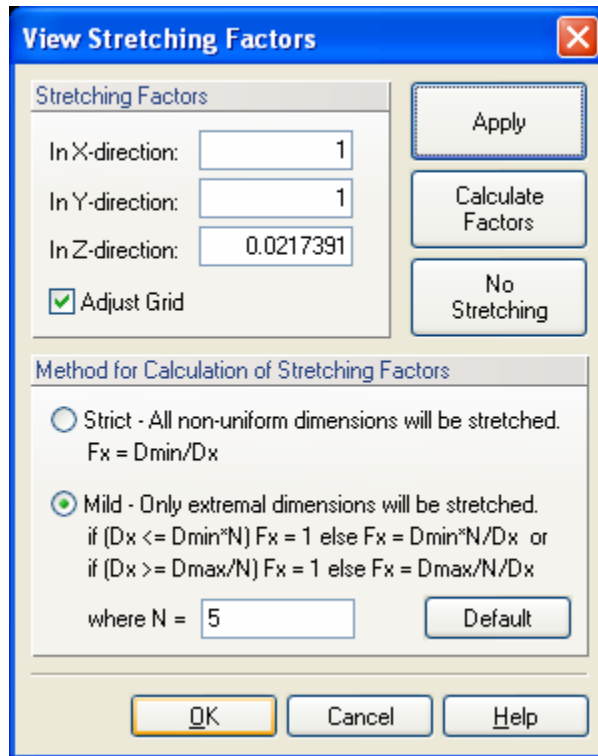 View Stretching Factors
Stretching Factors
In X-direction: 1
In Y-direction: 1
In Z-direction: 0.0217391
Adjust Grid
Apply
Calculate
Factors
No
Stretching
Method for Calculation of Stretching Factors
Strict - All non-uniform dimensions will be stretched.
Fx = Dmin/Dx
Mild - Only extremal dimensions will be stretched.
if (Dx <= Dmin*N) Fx = 1 else Fx = Dmin*N/Dx or
if (Dx >= Dmax/N) Fx = 1 else Fx = Dmax/N/Dx
where N = 5
Default
OK
Cancel
Help